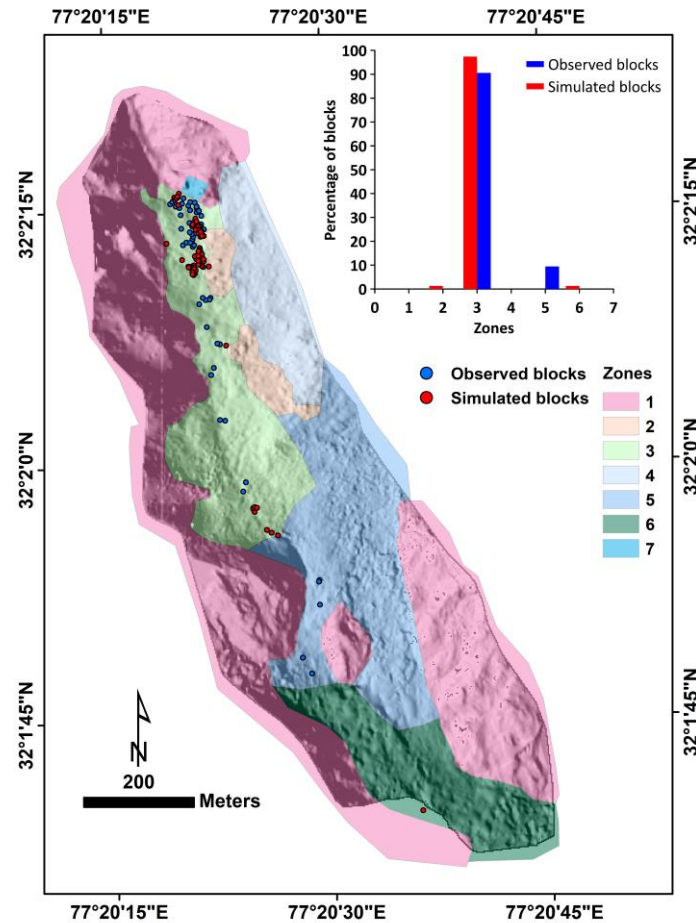 77°20'15"E 77°20'30"E 77°20'45"E
32°2'15"N
32°2'0"N
32°1'45"N
Percentage of blocks
100
90
80
70
60
50
40
30
20
10
0
0 1 2 3 4 5 6 7
Zones
Observed blocks
Simulated blocks
32°2'15"N
32°2'0"N
32°1'45"N
Observed blocks
Simulated blocks
Zones
1
2
3
4
5
6
7
N
200
Meters
77°20'15"E 77°20'30"E 77°20'45"E